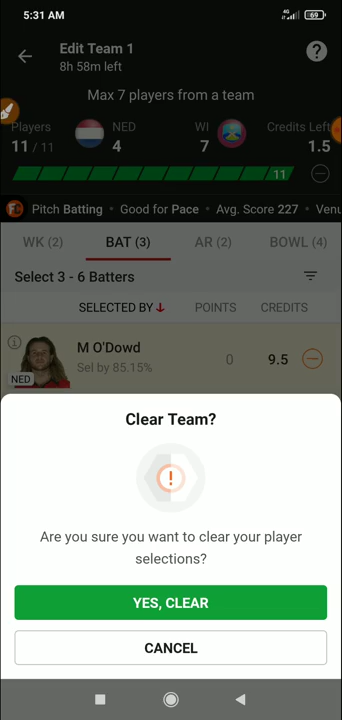 5:31 AM
4G
69
Edit Team 1
8h 58m left
?
Max 7 players from a team
Players NED WI Credits Left
11 / 11 4 7 1.5
11
FC Pitch Batting • Good for Pace • Avg. Score 227 • Venu
WK (2) BAT (3) AR (2) BOWL (4)
Select 3 - 6 Batters
SELECTED BY POINTS CREDITS
i
M O'Dowd
Sel by 85.15% 0 9.5
NED
Clear Team?
!
Are you sure you want to clear your player
selections?
YES, CLEAR
CANCEL